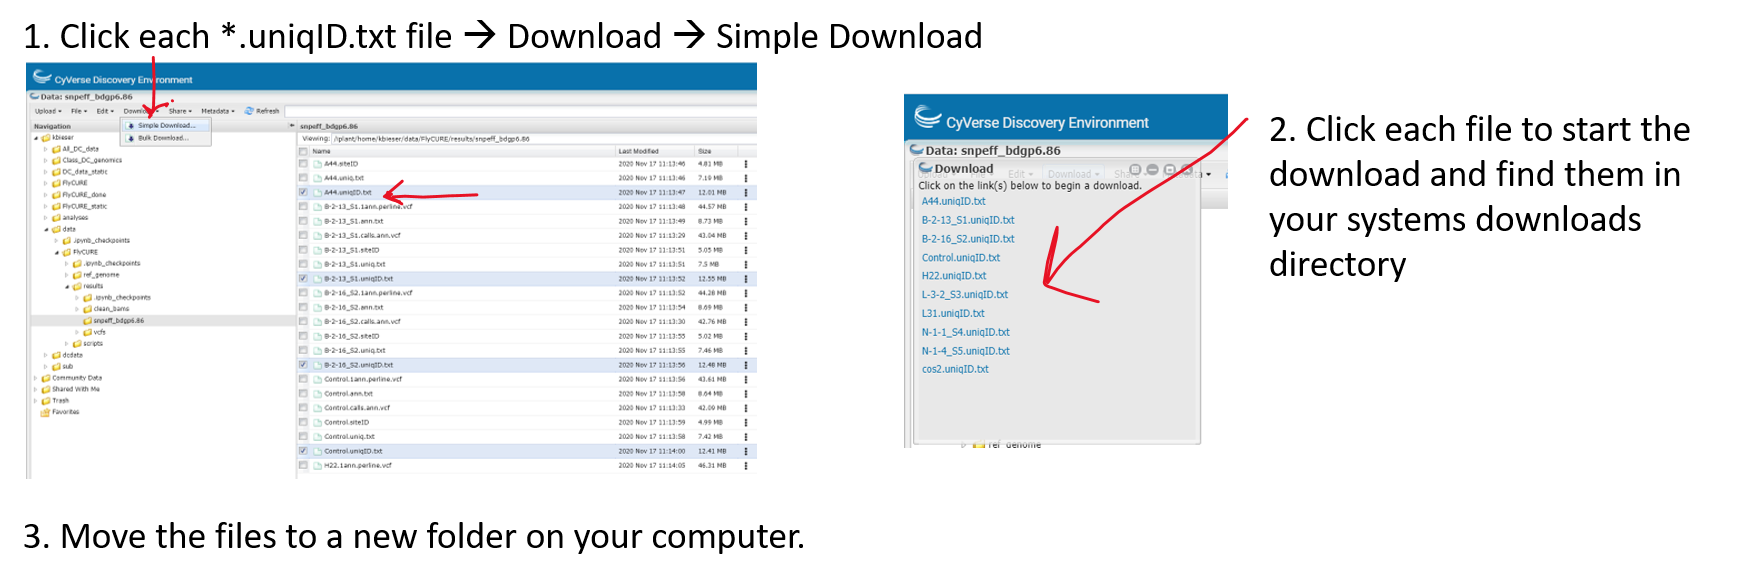 1. Click each *.uniqID.txt file → Download → Simple Download
CyVerse Discovery Environment
Data: snpeff_bdgp6.86
Upload File Edit Download Share Metadata Refresh
Simple Download...
Bulk Download...
Navigation
kbieser
All_DC_data
Class_DC_genomics
DC_data_static
FlyCURE
FlyCURE_done
FlyCURE_static
analyses
data
.ipynb_checkpoints
FlyCURE
.ipynb_checkpoints
ref_genome
results
.ipynb_checkpoints
clean_bams
snpeff_bdgp6.86
vcfs
scripts
dcdata
sub
Community Data
Shared With Me
Trash
Favorites
snpeff_bdgp6.86
Viewing: /iplant/home/kbieser/data/FlyCURE/results/snpeff_bdgp6.86
Name Last Modified Size
A44.siteID 2020 Nov 17 11:13:46 4.81 MB
A44.uniq.txt 2020 Nov 17 11:13:46 7.19 MB
A44.uniqID.txt 2020 Nov 17 11:13:47 12.01 MB
B-2-13_S1.1ann.perline.vcf 2020 Nov 17 11:13:48 44.57 MB
B-2-13_S1.ann.txt 2020 Nov 17 11:13:49 8.73 MB
B-2-13_S1.calls.ann.vcf 2020 Nov 17 11:13:29 43.04 MB
B-2-13_S1.siteID 2020 Nov 17 11:13:51 5.05 MB
B-2-13_S1.uniq.txt 2020 Nov 17 11:13:51 7.5 MB
B-2-13_S1.uniqID.txt 2020 Nov 17 11:13:52 12.55 MB
B-2-16_S2.1ann.perline.vcf 2020 Nov 17 11:13:52 44.28 MB
B-2-16_S2.ann.txt 2020 Nov 17 11:13:54 8.69 MB
B-2-16_S2.calls.ann.vcf 2020 Nov 17 11:13:30 42.76 MB
B-2-16_S2.siteID 2020 Nov 17 11:13:55 5.02 MB
B-2-16_S2.uniq.txt 2020 Nov 17 11:13:55 7.46 MB
B-2-16_S2.uniqID.txt 2020 Nov 17 11:13:56 12.48 MB
Control.1ann.perline.vcf 2020 Nov 17 11:13:56 43.61 MB
Control.ann.txt 2020 Nov 17 11:13:58 8.64 MB
Control.calls.ann.vcf 2020 Nov 17 11:13:33 42.09 MB
Control.siteID 2020 Nov 17 11:13:59 4.99 MB
Control.uniq.txt 2020 Nov 17 11:13:58 7.42 MB
Control.uniqID.txt 2020 Nov 17 11:14:00 12.41 MB
H22.1ann.perline.vcf 2020 Nov 17 11:14:05 46.31 MB
CyVerse Discovery Environment
Data: snpeff_bdgp6.86
Download
Click on the link(s) below to begin a download.
A44.uniqID.txt
B-2-13_S1.uniqID.txt
B-2-16_S2.uniqID.txt
Control.uniqID.txt
H22.uniqID.txt
L-3-2_S3.uniqID.txt
L31.uniqID.txt
N-1-1_S4.uniqID.txt
N-1-4_S5.uniqID.txt
cos2.uniqID.txt
ref_genome
2. Click each file to start the
download and find them in
your systems downloads
directory
3. Move the files to a new folder on your computer.